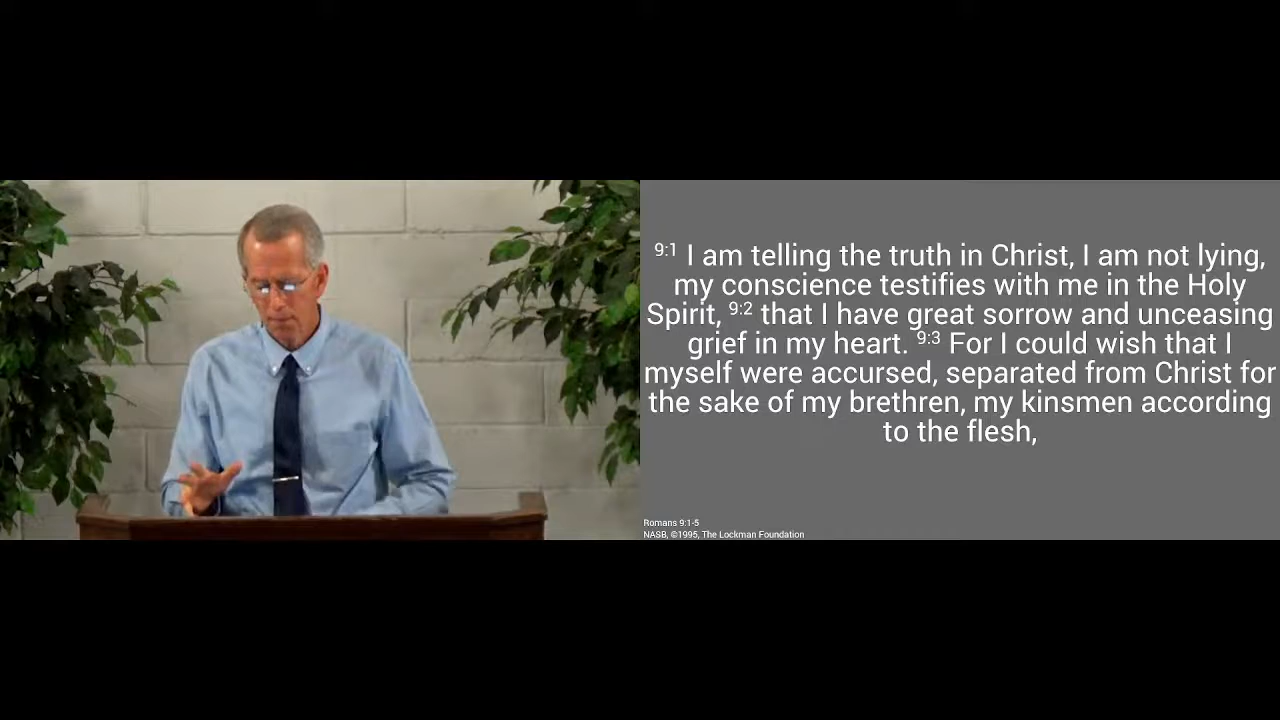 9:1 I am telling the truth in Christ, I am not lying,
my conscience testifies with me in the Holy
Spirit, 9:2 that I have great sorrow and unceasing
grief in my heart. 9:3 For I could wish that I
myself were accursed, separated from Christ for
the sake of my brethren, my kinsmen according
to the flesh,
Romans 9:1-5
NASB, ©1995, The Lockman Foundation